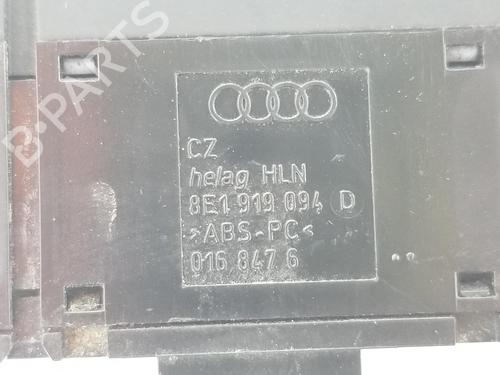 B-PARTS
CZ
helag HLN
8E1 919 094 D
>ABS-PC<
016 847 6